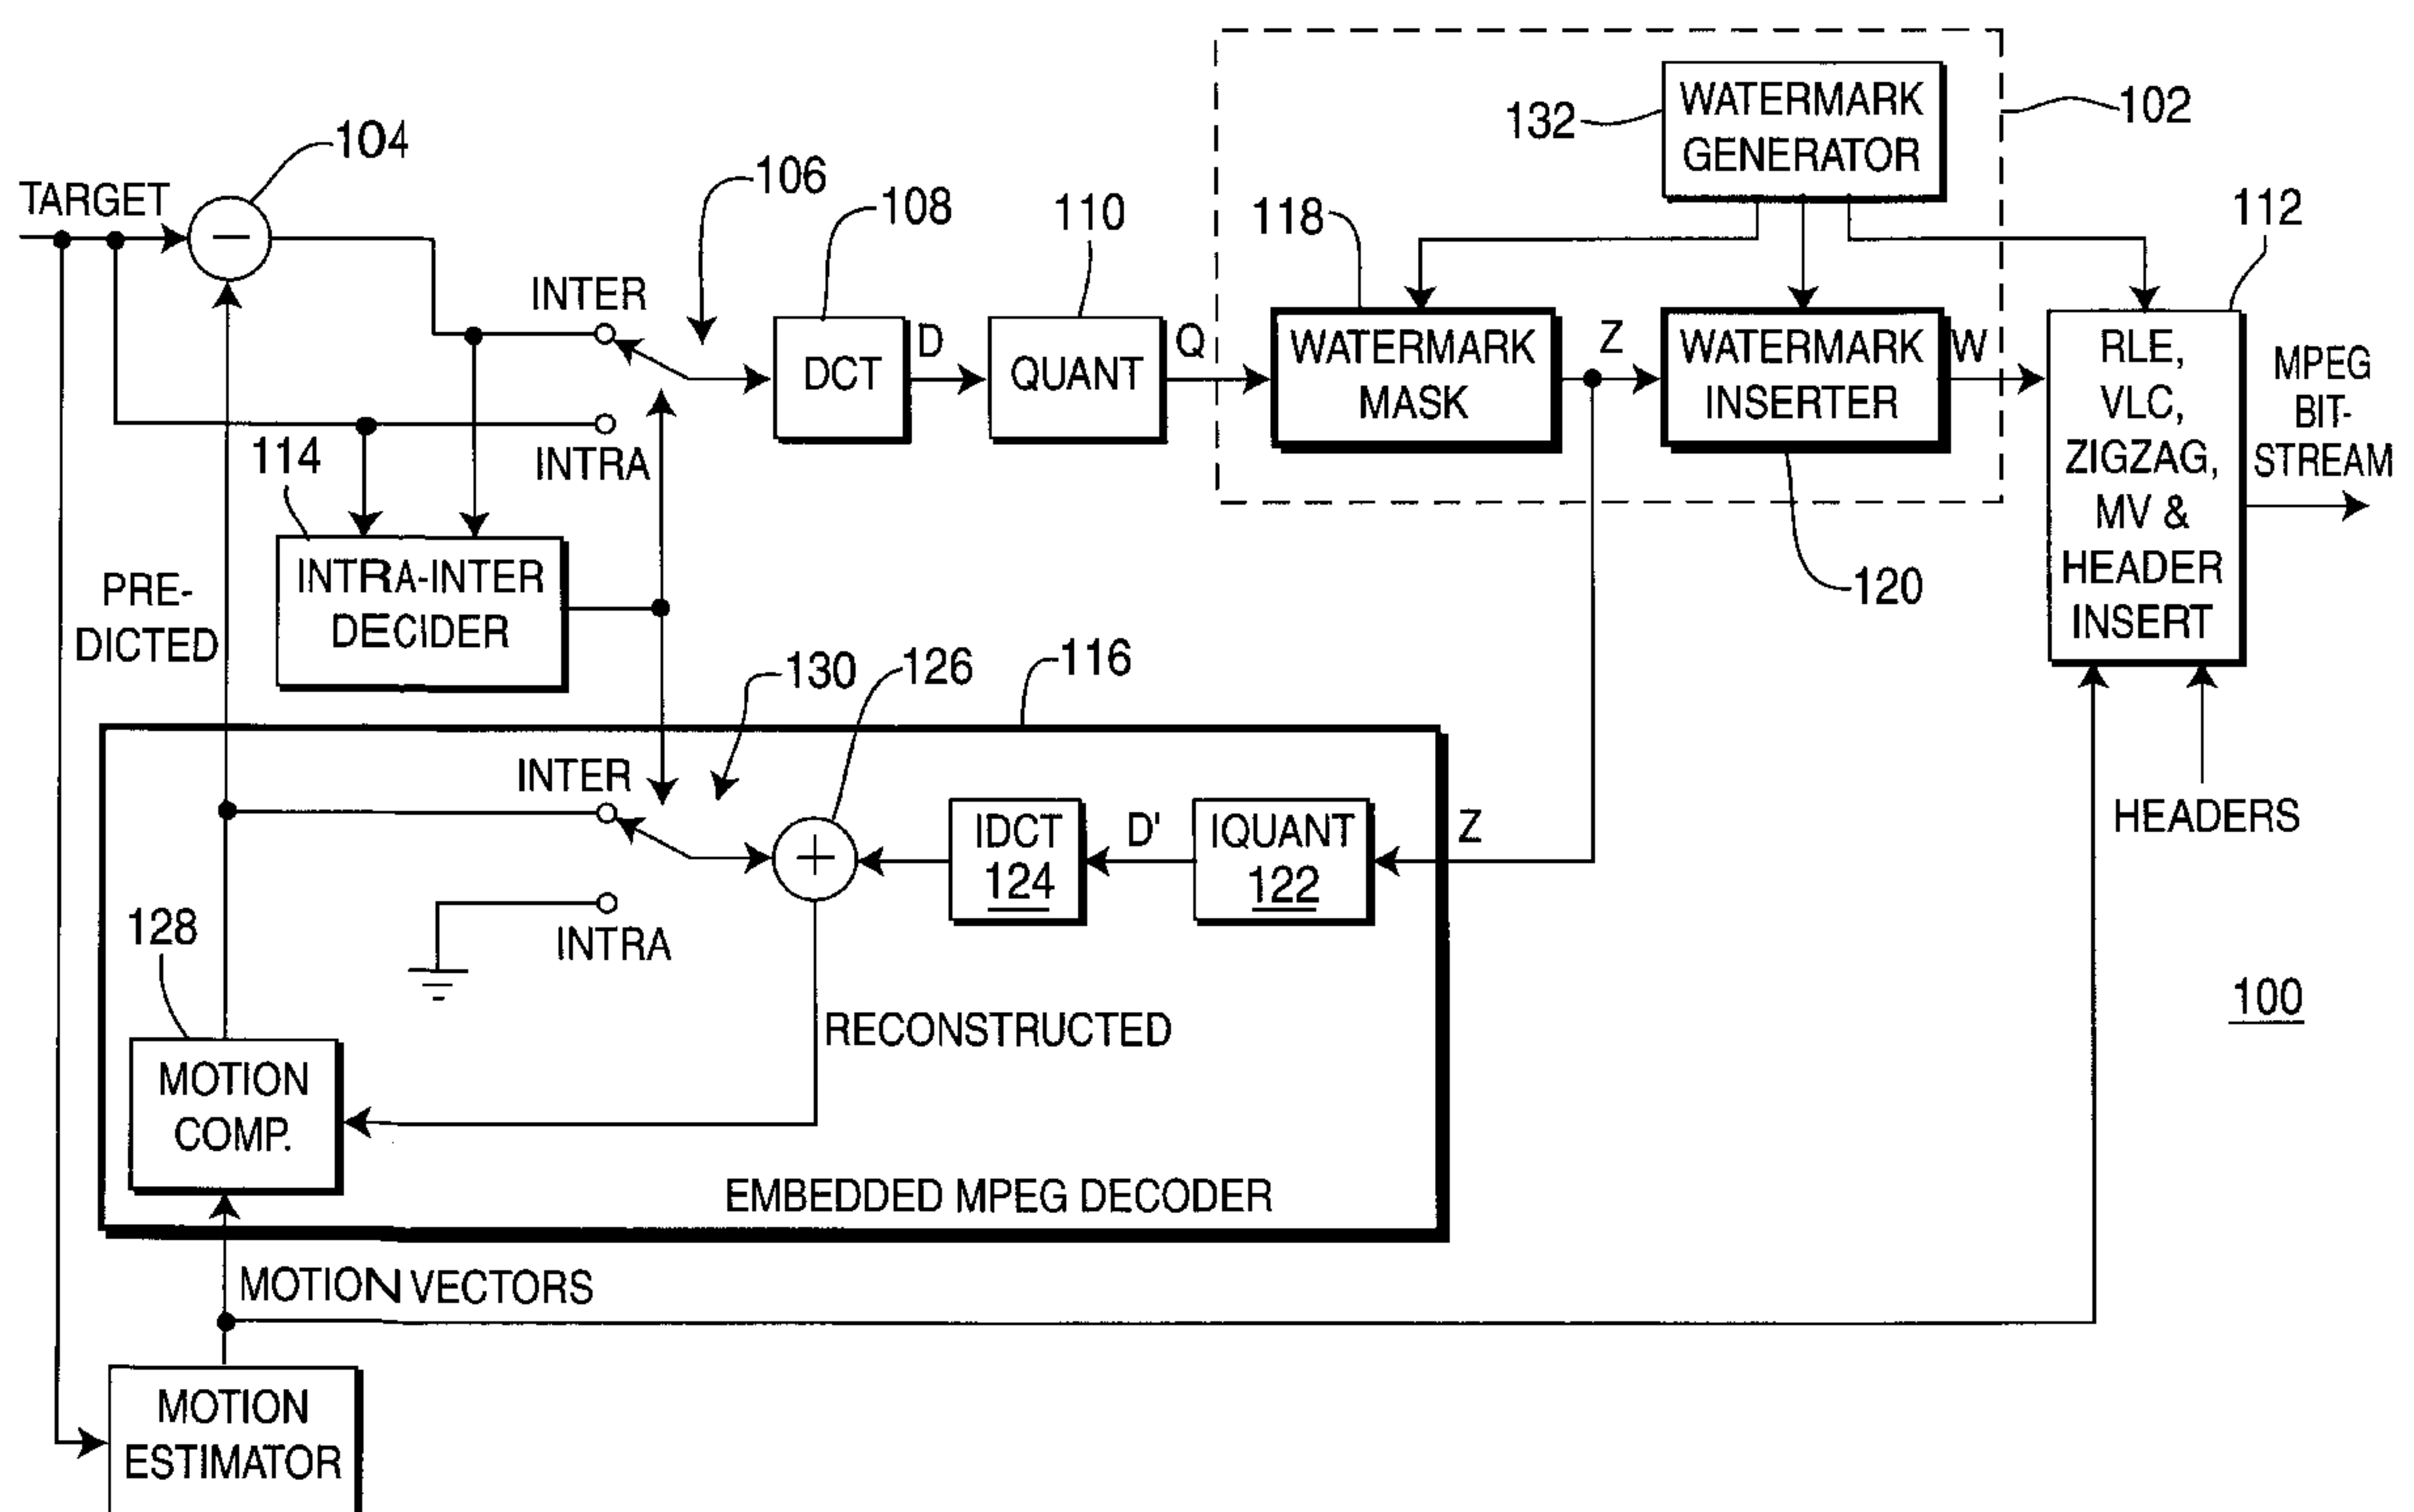 132
WATERMARK
GENERATOR
102
104
TARGET
106
108
110
118
112
INTER
INTRA
DCT
D
QUANT
Q
WATERMARK
MASK
Z
WATERMARK
INSERTER
W
RLE,
VLC,
ZIGZAG,
MV &
HEADER
INSERT
MPEG
BIT-
STREAM
114
INTRA-INTER
DECIDER
120
PRE-
DICTED
130
126
116
INTER
INTRA
IDCT
124
D'
IQUANT
122
Z
HEADERS
128
RECONSTRUCTED
100
MOTION
COMP.
EMBEDDED MPEG DECODER
MOTION VECTORS
MOTION
ESTIMATOR